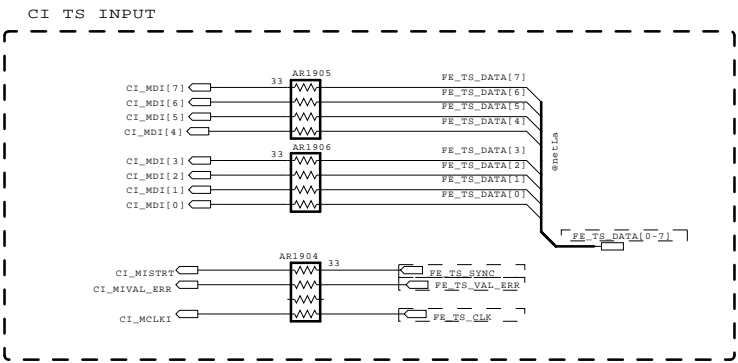 CI TS INPUT
AR1905
33
CI_MDI[7] FE_TS_DATA[7]
CI_MDI[6] FE_TS_DATA[6]
CI_MDI[5] FE_TS_DATA[5]
CI_MDI[4] FE_TS_DATA[4]
AR1906
33
CI_MDI[3] FE_TS_DATA[3]
CI_MDI[2] FE_TS_DATA[2]
CI_MDI[1] FE_TS_DATA[1]
CI_MDI[0] FE_TS_DATA[0]
@netLa
FE_TS_DATA[0-7]
AR1904
33
CI_MISTRT FE_TS_SYNC
CI_MIVAL_ERR FE_TS_VAL_ERR
CI_MCLKI FE_TS_CLK